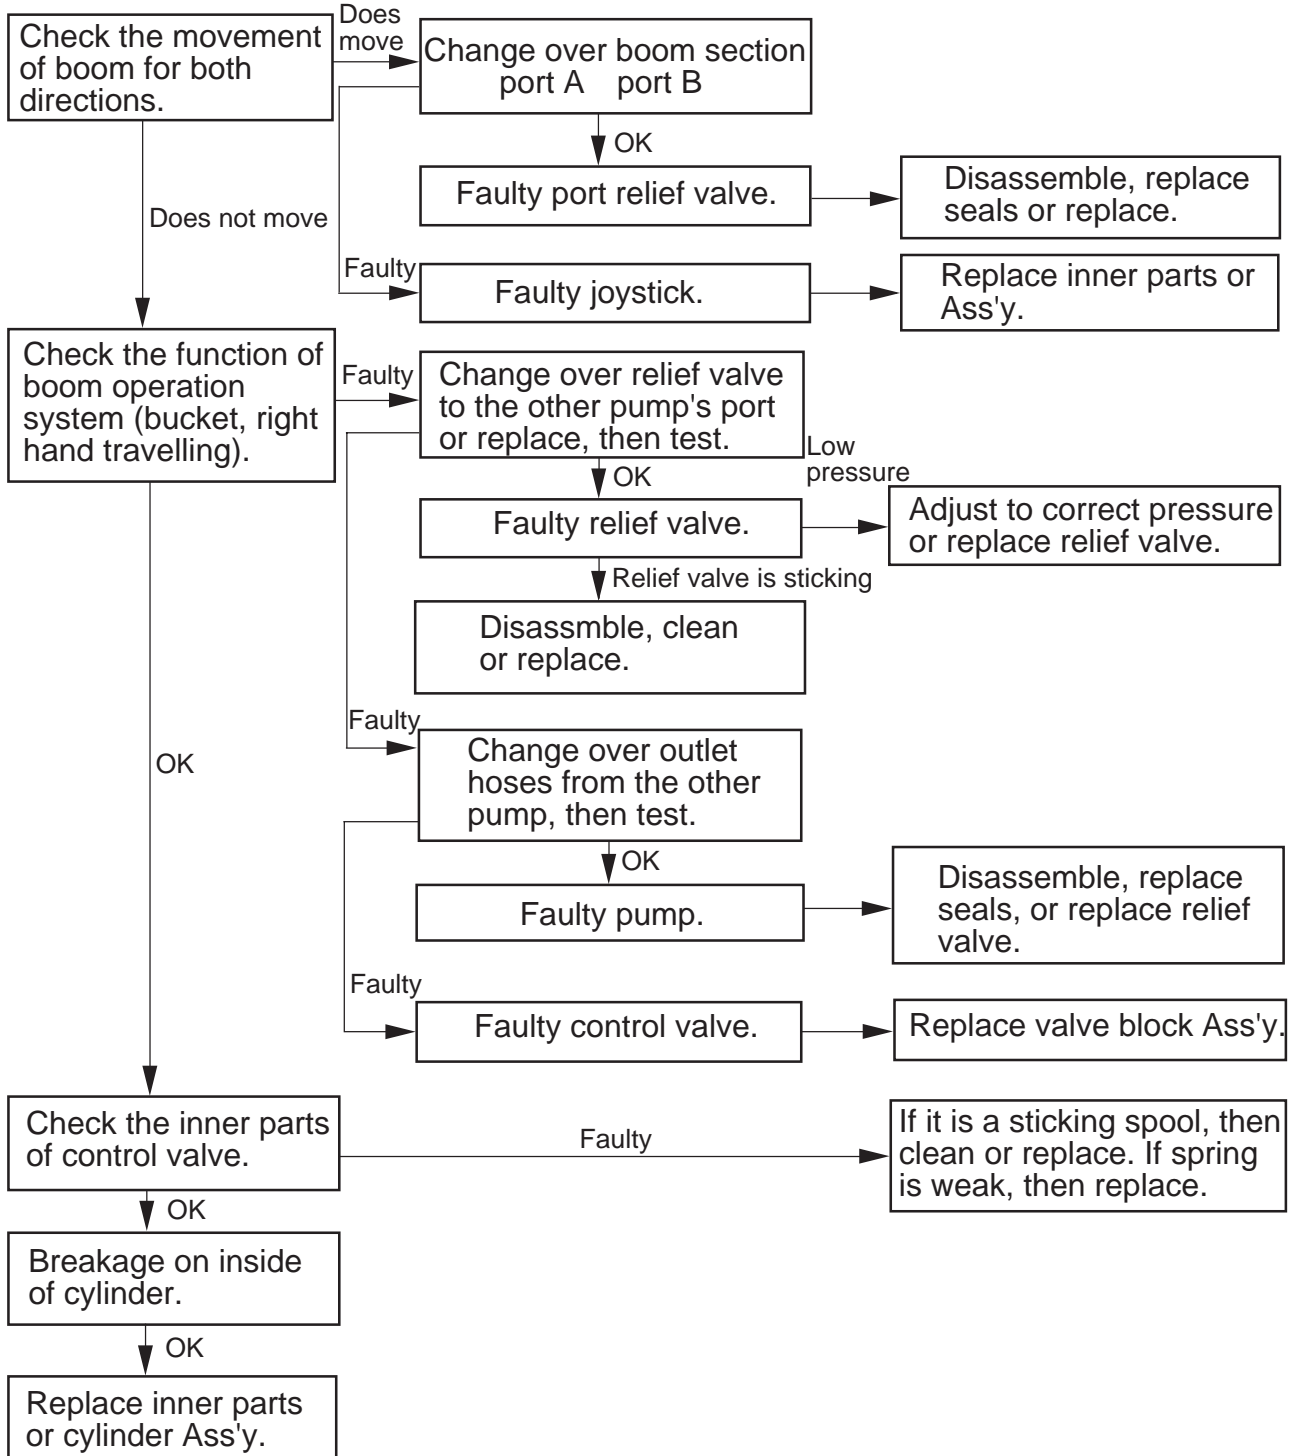 Check the movement
of boom for both
directions.
Does
move
Change over boom section
port A port B
OK
Faulty port relief valve.
Disassemble, replace
seals or replace.
Does not move
Faulty
Faulty joystick.
Replace inner parts or
Ass'y.
Check the function of
boom operation
system (bucket, right
hand travelling).
Faulty
Change over relief valve
to the other pump's port
or replace, then test.
Low
pressure
OK
Faulty relief valve.
Adjust to correct pressure
or replace relief valve.
Relief valve is sticking
Disassmble, clean
or replace.
Faulty
Change over outlet
hoses from the other
pump, then test.
OK
OK
Faulty pump.
Disassemble, replace
seals, or replace relief
valve.
Faulty
Faulty control valve.
Replace valve block Ass'y.
Check the inner parts
of control valve.
Faulty
If it is a sticking spool, then
clean or replace. If spring
is weak, then replace.
OK
Breakage on inside
of cylinder.
OK
Replace inner parts
or cylinder Ass'y.